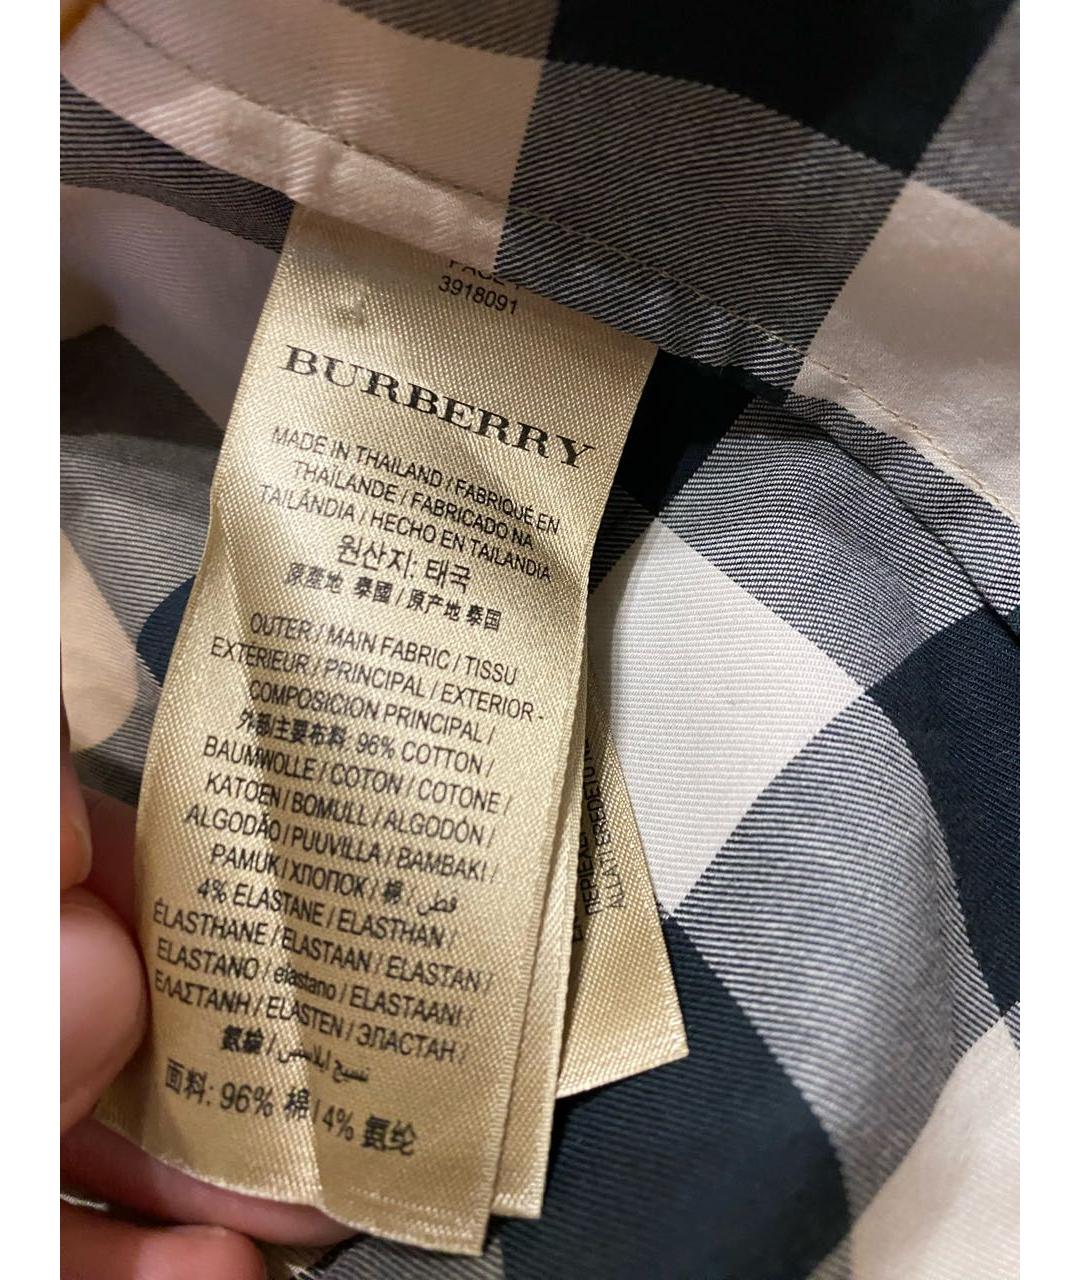 3918091
BURBERRY
MADE IN THAILAND / FABRIQUÉ EN
THAILANDE / FABRICADO NA
TAILÂNDIA / HECHO EN TAILANDIA
원산지: 태국
原產地 泰國 / 原产地 泰国
OUTER / MAIN FABRIC / TISSU
EXTERIEUR / PRINCIPAL / EXTERIOR -
COMPOSICION PRINCIPAL /
外部主要布料: 96% COTTON /
BAUMWOLLE / COTON / COTONE /
KATOEN / BOMULL / ALGODÓN /
ALGODÃO / PUUVILLA / BAMBAKI /
PAMUK / ХЛОПОК / 棉 / قطن
4% ELASTANE / ELASTHAN /
ÉLASTHANE / ELASTAAN / ELASTAN /
ELASTANO / elastano / ELASTAANI /
ΕΛΑΣΤΑΝΗ / ELASTEN / ЭЛАСТАН /
氨綸 / نسيج ايلاستين
面料: 96% 棉 / 4% 氨纶